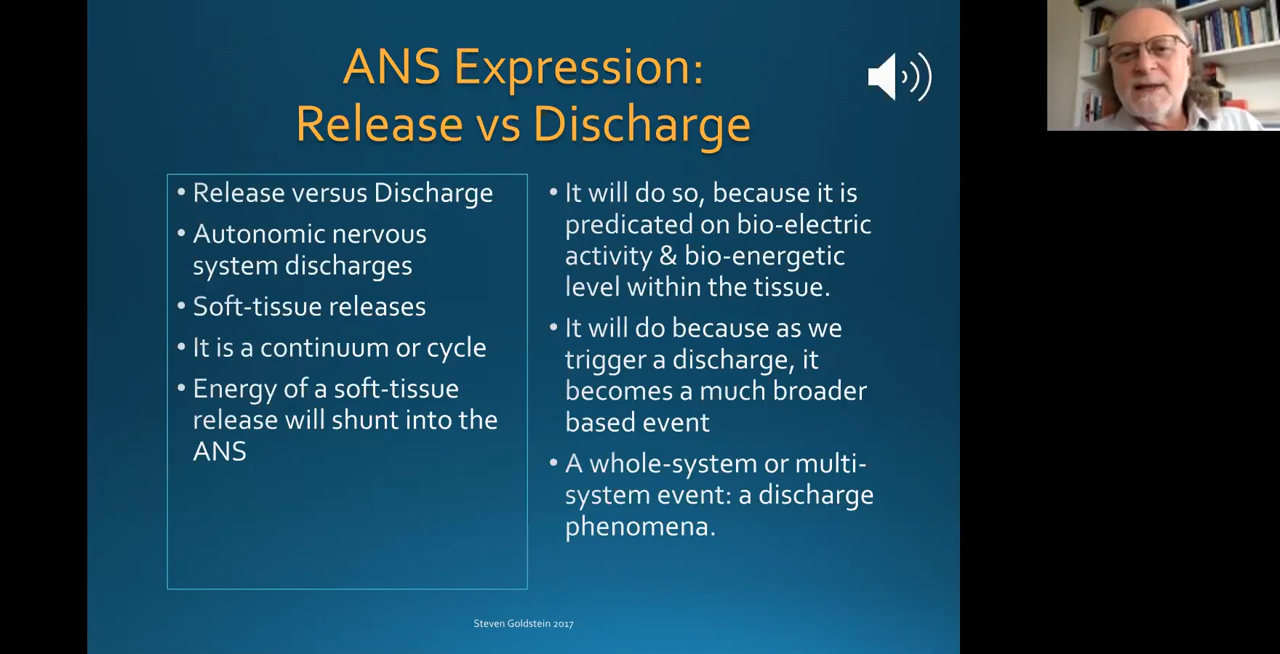 ANS Expression:
Release vs Discharge
• Release versus Discharge
• Autonomic nervous
system discharges
• Soft-tissue releases
• It is a continuum or cycle
• Energy of a soft-tissue
release will shunt into the
ANS
• It will do so, because it is
predicated on bio-electric
activity & bio-energetic
level within the tissue.
• It will do because as we
trigger a discharge, it
becomes a much broader
based event
• A whole-system or multi-
system event: a discharge
phenomena.
Steven Goldstein 2017